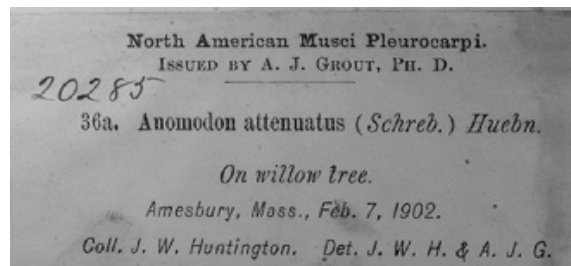 North American Musci Pleurocarpi.
Issued by A. J. Grout, Ph. D.
20285
36a. Anomodon attenuatus (Schreb.) Huebn.
On willow tree.
Amesbury, Mass., Feb. 7, 1902.
Coll. J. W. Huntington. Det. J. W. H. & A. J. G.